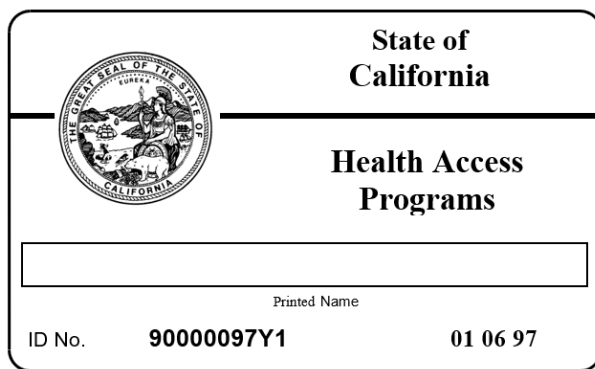 State of
California
THE GREAT SEAL OF THE STATE OF CALIFORNIA
EUREKA
Health Access
Programs
Printed Name
ID No. 90000097Y1 01 06 97